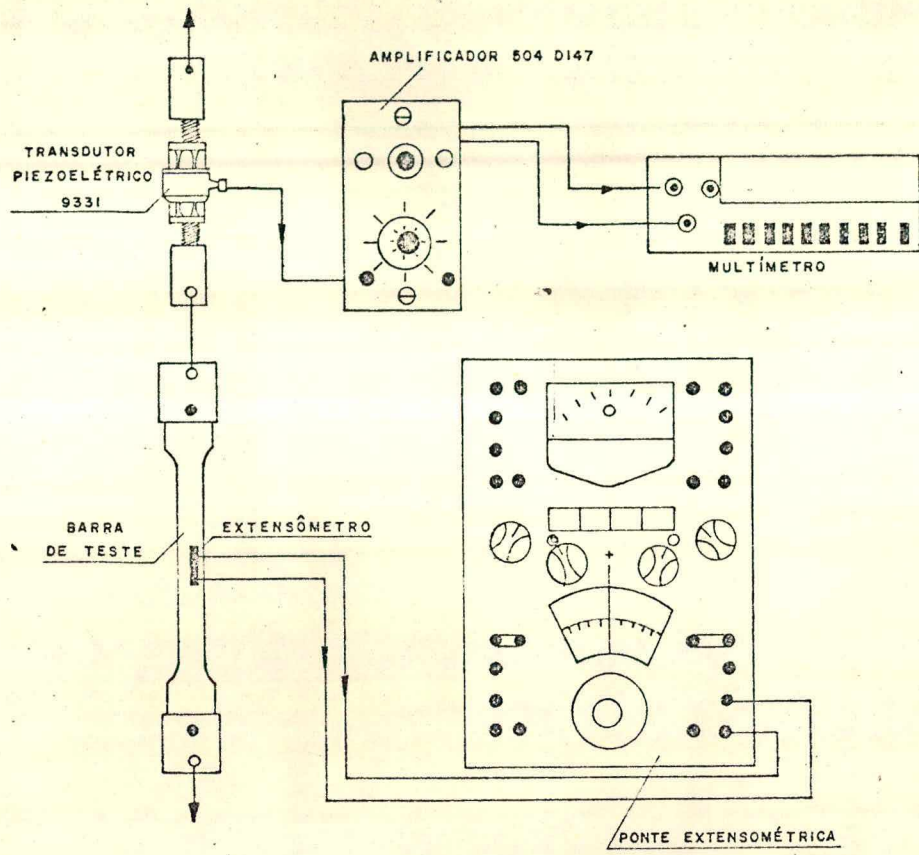 AMPLIFICADOR 504 D147
TRANSDUTOR
PIEZOELÉTRICO
9331
MULTÍMETRO
BARRA
DE TESTE
EXTENSÔMETRO
PONTE EXTENSOMÉTRICA